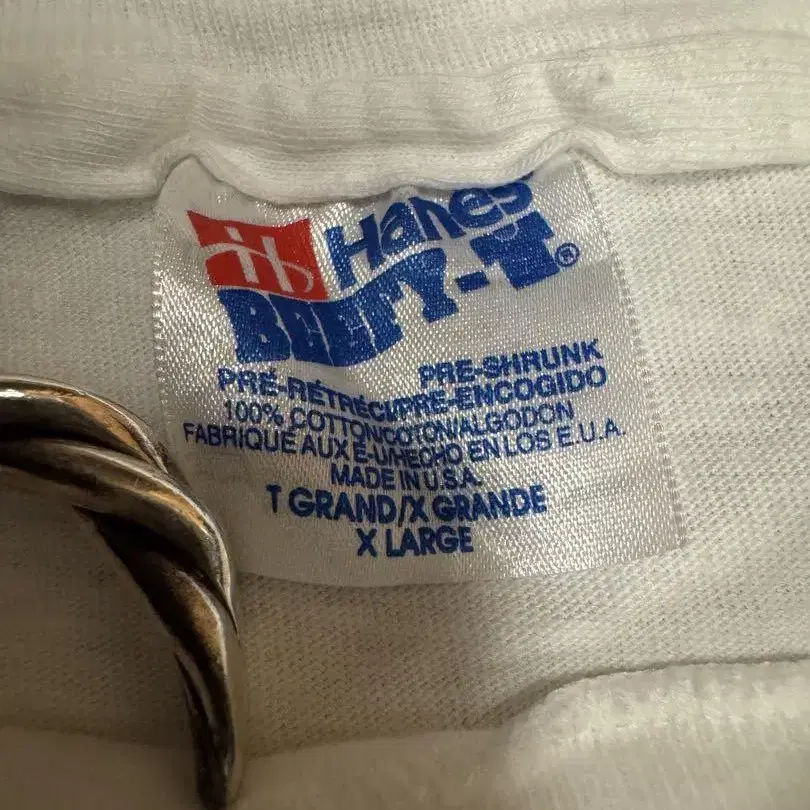 Hanes
BEEFY-T®
PRE-SHRUNK
PRÉ-RÉTRÉCI/PRE-ENCOGIDO
100% COTTON/COTON/ALGODON
FABRIQUE AUX E-U/HECHO EN LOS E.U.A.
MADE IN U.S.A.
T GRAND/X GRANDE
X LARGE